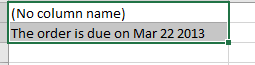 (No column name)
The order is due on Mar 22 2013